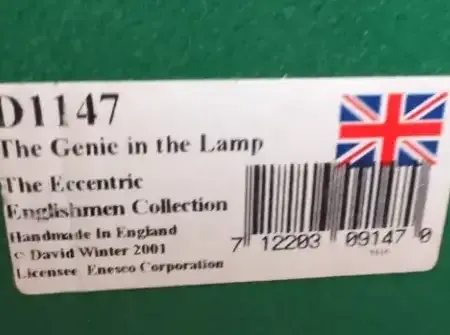 D1147
The Genie in the Lamp
The Eccentric
Englishmen Collection
Handmade In England
© David Winter 2001
Licensee Enesco Corporation
7 12203 09147 0